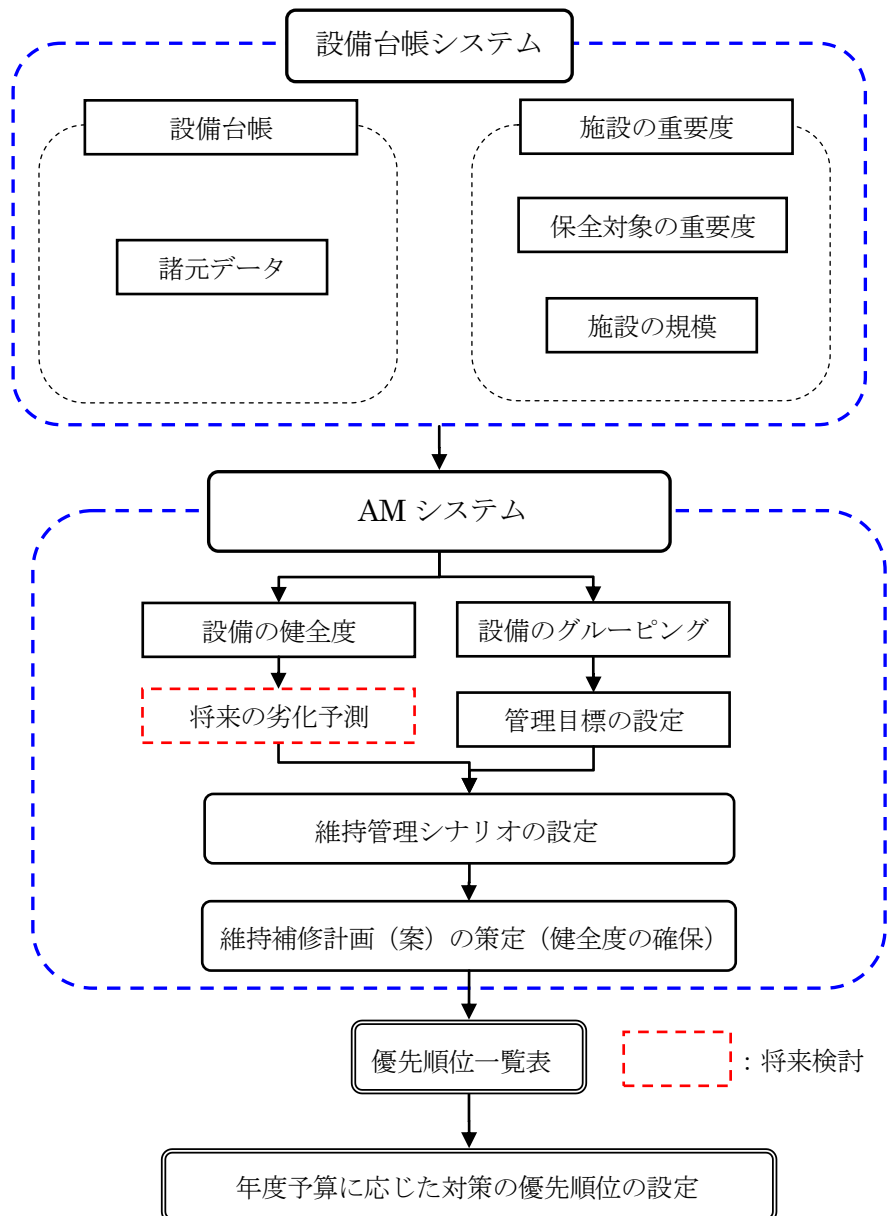 設備台帳システム
設備台帳
施設の重要度
保全対象の重要度
諸元データ
施設の規模
AM システム
設備の健全度
設備のグルーピング
将来の劣化予測
管理目標の設定
維持管理シナリオの設定
維持補修計画（案）の策定（健全度の確保）
優先順位一覧表
：将来検討
年度予算に応じた対策の優先順位の設定